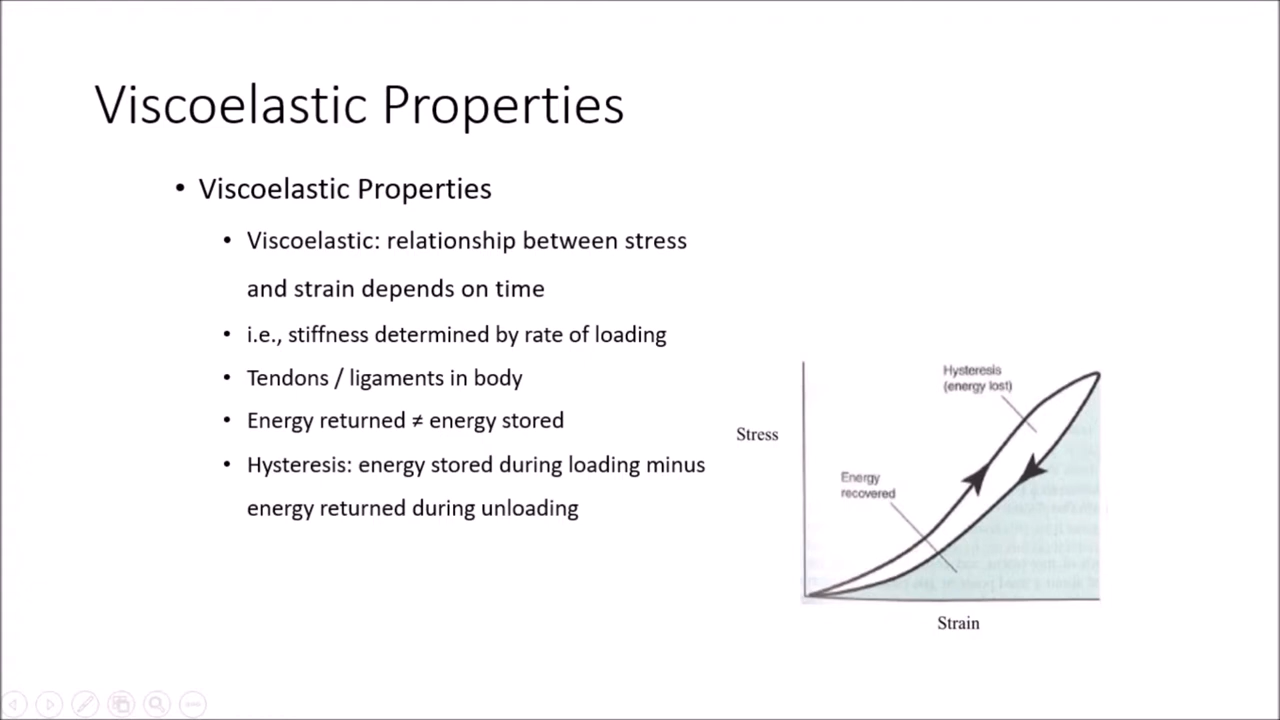 Viscoelastic Properties
• Viscoelastic Properties
• Viscoelastic: relationship between stress
and strain depends on time
• i.e., stiffness determined by rate of loading
• Tendons / ligaments in body
• Energy returned ≠ energy stored
• Hysteresis: energy stored during loading minus
energy returned during unloading
Hysteresis
(energy lost)
Stress
Energy
recovered
Strain